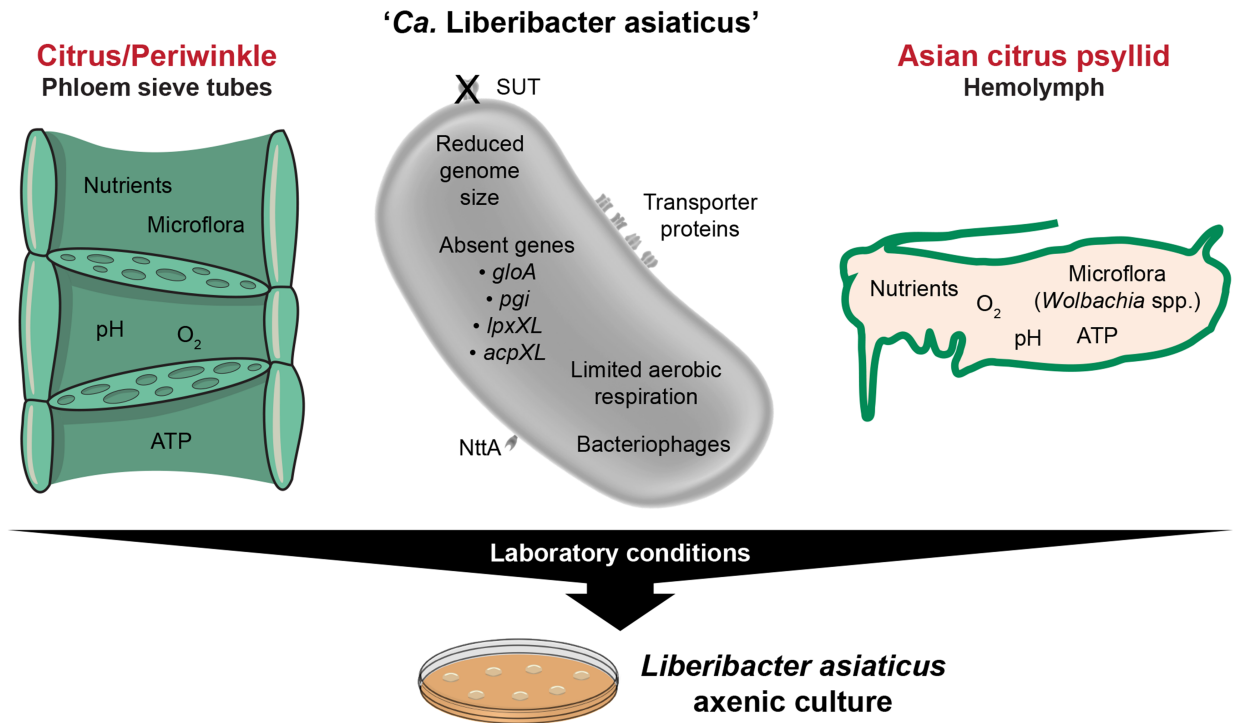 ‘Ca. Liberibacter asiaticus’
Citrus/Periwinkle
Phloem sieve tubes
Nutrients
Microflora
pH
O2
ATP
X
SUT
Reduced
genome
size
Transporter
proteins
Absent genes
• gloA
• pgi
• lpxXL
• acpXL
Limited aerobic
respiration
Bacteriophages
NttA
Asian citrus psyllid
Hemolymph
Nutrients
O2
Microflora
(Wolbachia spp.)
pH
ATP
Laboratory conditions
Liberibacter asiaticus
axenic culture